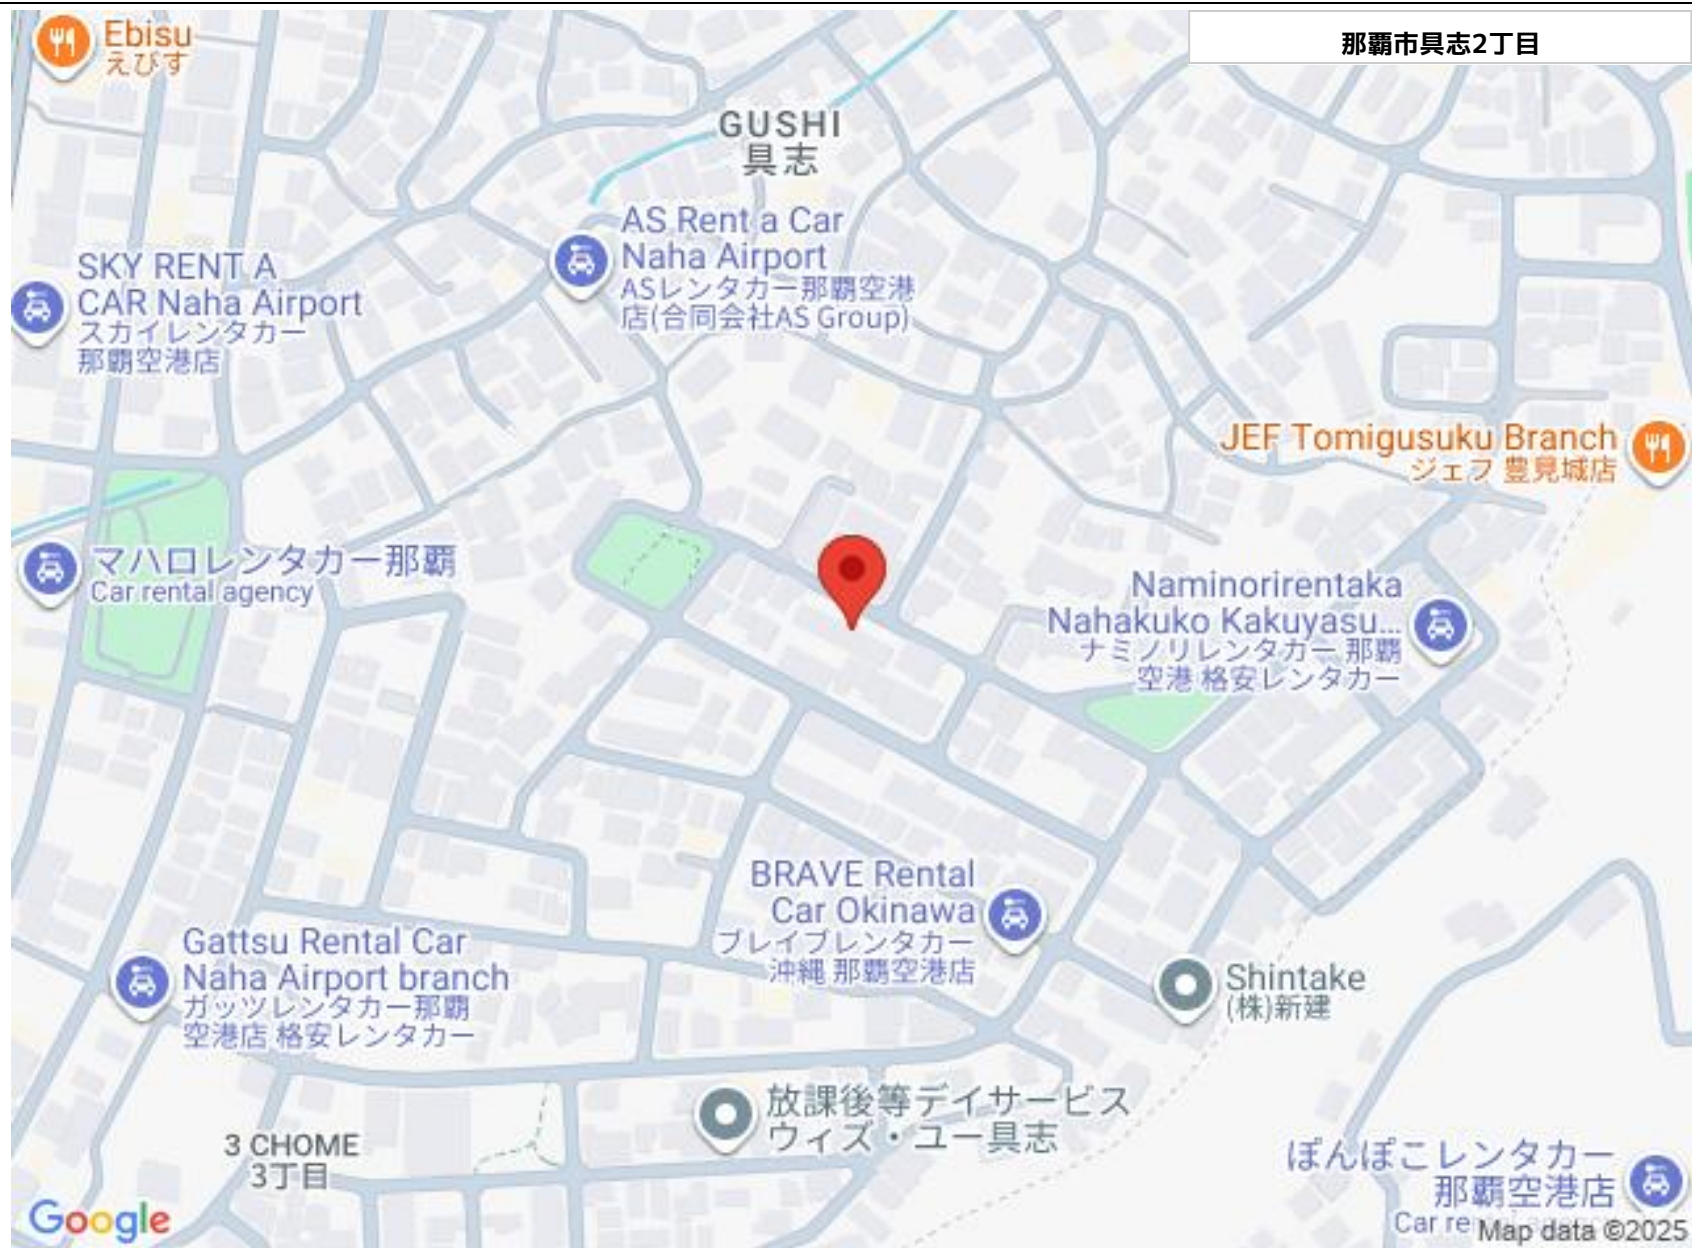 Ebisu
えびす
那覇市具志2丁目
GUSHI
具志
AS Rent a Car
Naha Airport
ASレンタカー那覇空港
店(合同会社AS Group)
SKY RENT A
CAR Naha Airport
スカイレンタカー
那覇空港店
JEF Tomigusuku Branch
ジェフ 豊見城店
マハロレンタカー那覇
Car rental agency
Naminorirentaka
Nahakuko Kakuyasu...
ナミノリレンタカー 那覇
空港 格安レンタカー
BRAVE Rental
Car Okinawa
ブレイブレンタカー
沖縄 那覇空港店
Gattsu Rental Car
Naha Airport branch
ガッツレンタカー那覇
空港店 格安レンタカー
Shintake
(株)新建
放課後等デイサービス
ウィズ・ユー具志
3 CHOME
3丁目
ぽんぽこレンタカー
那覇空港店
Car re
Google
Map data ©2025